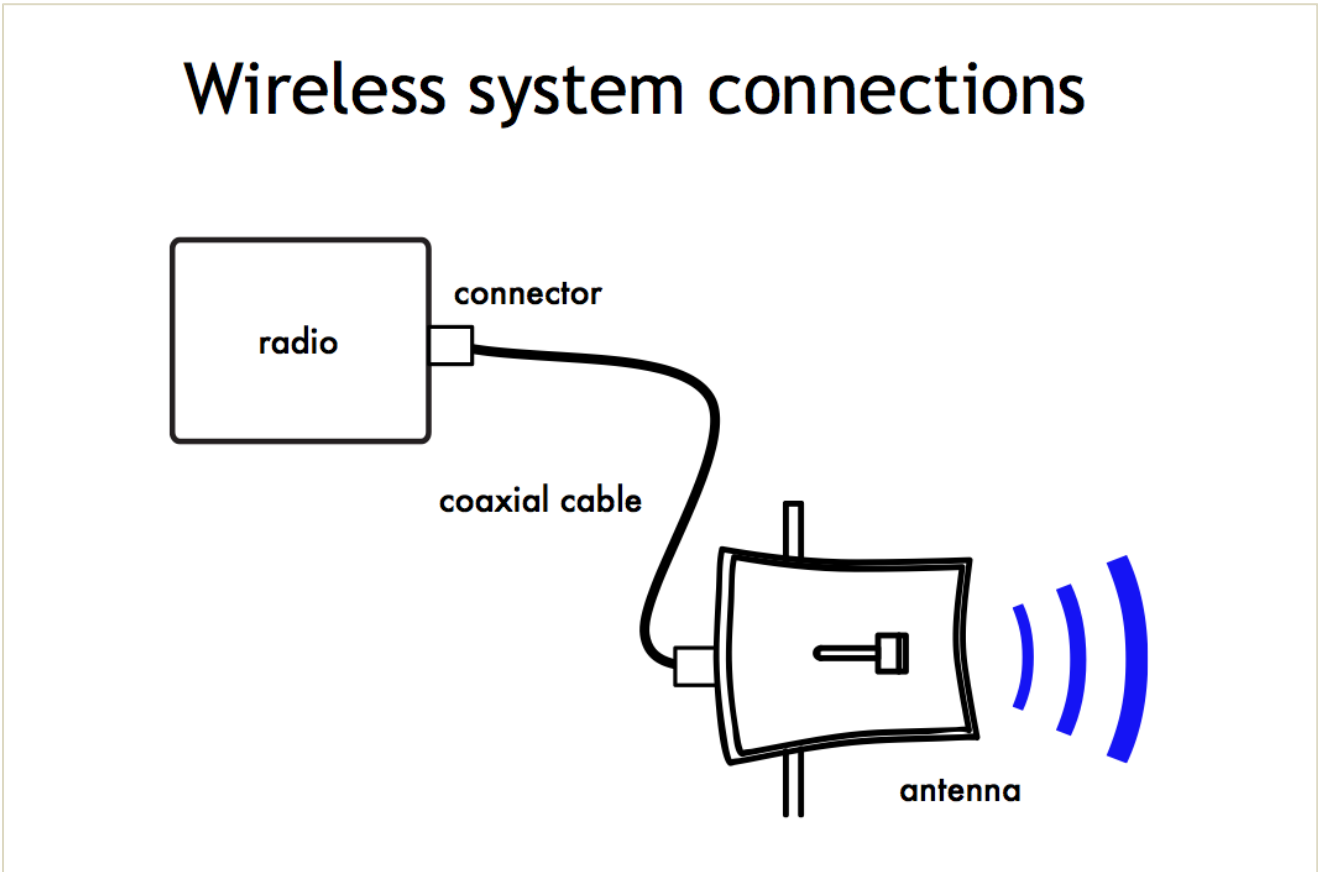 Wireless system connections
connector
radio
coaxial cable
antenna